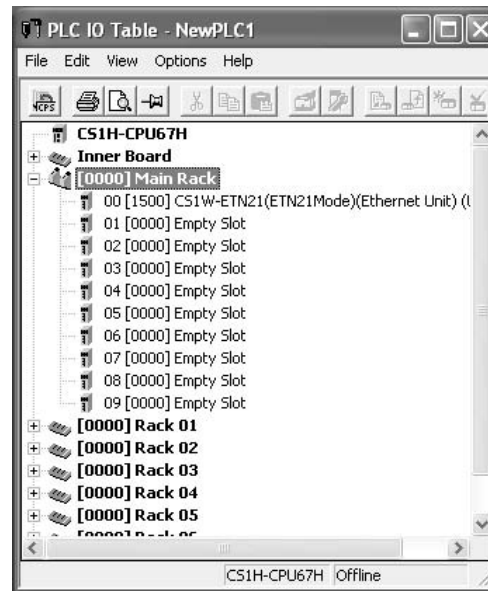 PLC IO Table - NewPLC1
File Edit View Options Help
CPS
CS1H-CPU67H
Inner Board
[0000] Main Rack
00 [1500] CS1W-ETN21(ETN21Mode)(Ethernet Unit) (U
01 [0000] Empty Slot
02 [0000] Empty Slot
03 [0000] Empty Slot
04 [0000] Empty Slot
05 [0000] Empty Slot
06 [0000] Empty Slot
07 [0000] Empty Slot
08 [0000] Empty Slot
09 [0000] Empty Slot
[0000] Rack 01
[0000] Rack 02
[0000] Rack 03
[0000] Rack 04
[0000] Rack 05
CS1H-CPU67H Offline